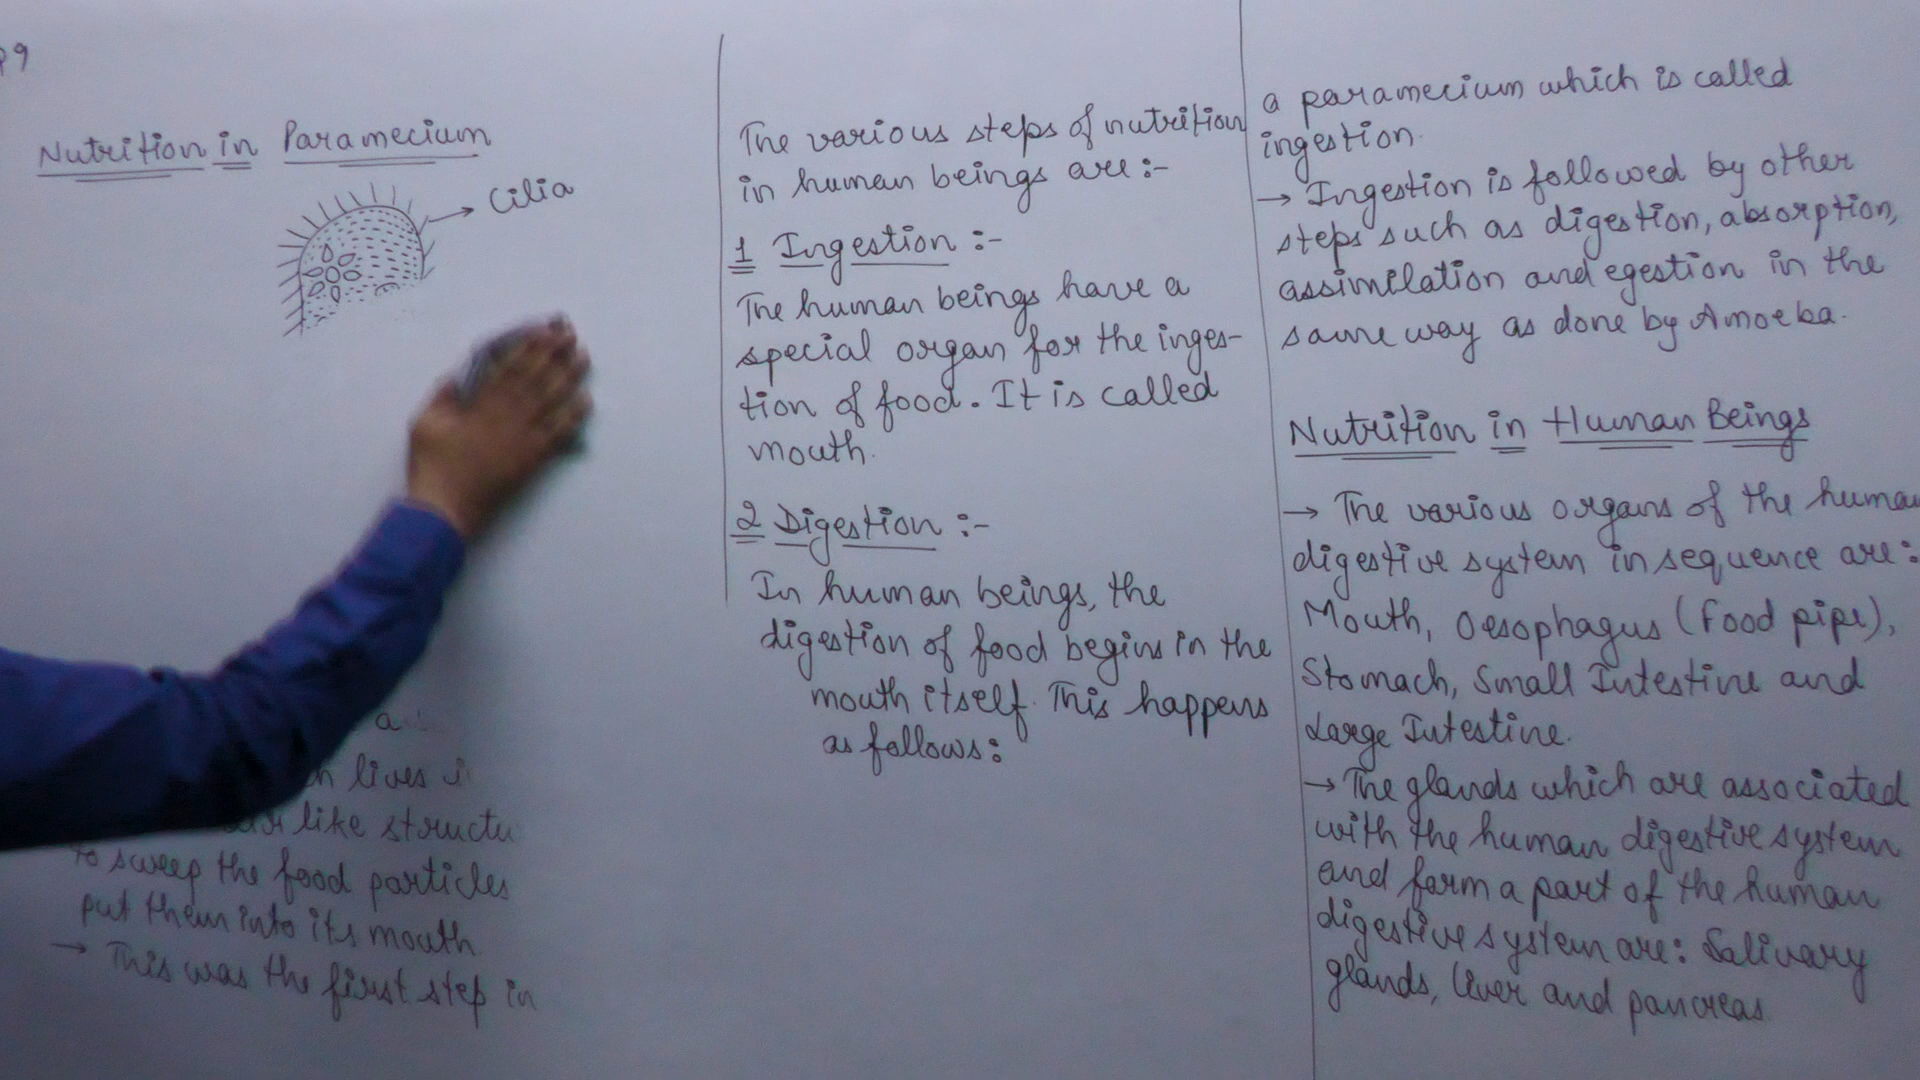 Nutrition in Paramecium
Cilia
a
lives
like structu
to sweep the food particles
put them into its mouth
→ This was the first step in
The various steps of nutrition
in human beings are :-
1 Ingestion :-
The human beings have a
special organ for the inges-
tion of food. It is called
mouth.
2 Digestion :-
In human beings, the
digestion of food begins in the
mouth itself. This happens
as follows:
a paramecium which is called
ingestion.
→ Ingestion is followed by other
steps such as digestion, absorption,
assimilation and egestion in the
same way as done by Amoeba.
Nutrition in Human Beings
→ The various organs of the human
digestive system in sequence are:
Mouth, Oesophagus (Food pipe),
Stomach, Small Intestine and
Large Intestine.
→ The glands which are associated
with the human digestive system
and form a part of the human
digestive system are: Salivary
glands, liver and pancreas